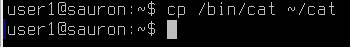 user1@sauron:~$ cp /bin/cat ~/cat
user1@sauron:~$